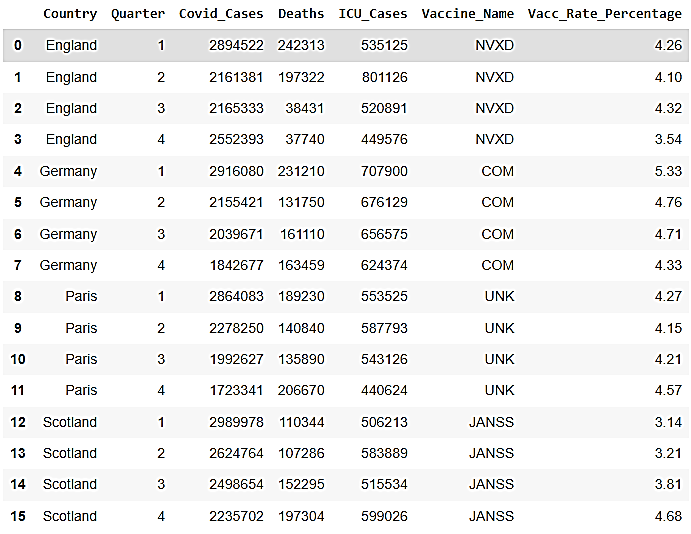 Country Quarter Covid_Cases Deaths ICU_Cases Vaccine_Name Vacc_Rate_Percentage
0 England 1 2894522 242313 535125 NVXD 4.26
1 England 2 2161381 197322 801126 NVXD 4.10
2 England 3 2165333 38431 520891 NVXD 4.32
3 England 4 2552393 37740 449576 NVXD 3.54
4 Germany 1 2916080 231210 707900 COM 5.33
5 Germany 2 2155421 131750 676129 COM 4.76
6 Germany 3 2039671 161110 656575 COM 4.71
7 Germany 4 1842677 163459 624374 COM 4.33
8 Paris 1 2864083 189230 553525 UNK 4.27
9 Paris 2 2278250 140840 587793 UNK 4.15
10 Paris 3 1992627 135890 543126 UNK 4.21
11 Paris 4 1723341 206670 440624 UNK 4.57
12 Scotland 1 2989978 110344 506213 JANSS 3.14
13 Scotland 2 2624764 107286 583889 JANSS 3.21
14 Scotland 3 2498654 152295 515534 JANSS 3.81
15 Scotland 4 2235702 197304 599026 JANSS 4.68